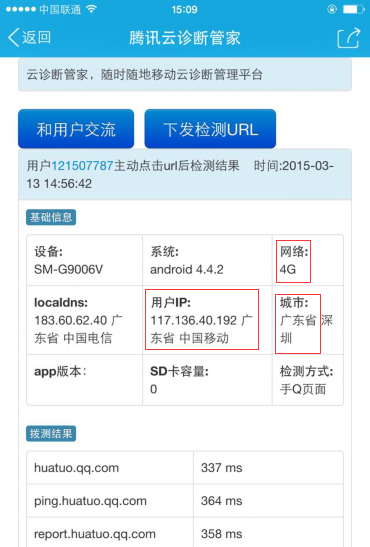 中国联通 15:09
返回 腾讯云诊断管家
云诊断管家，随时随地移动云诊断管理平台
和用户交流 下发检测URL
用户121507787主动点击url后检测结果 时间:2015-03-
13 14:56:42
基础信息
设备: 系统: 网络:
SM-G9006V android 4.4.2 4G
localdns: 用户IP: 城市:
183.60.62.40 广 117.136.40.192 广 广东省 深
东省 中国电信 东省 中国移动 圳
app版本: SD卡容量: 检测方式:
0 手Q页面
拨测结果
huatuo.qq.com 337 ms
ping.huatuo.qq.com 364 ms
report.huatuo.qq.com 358 ms